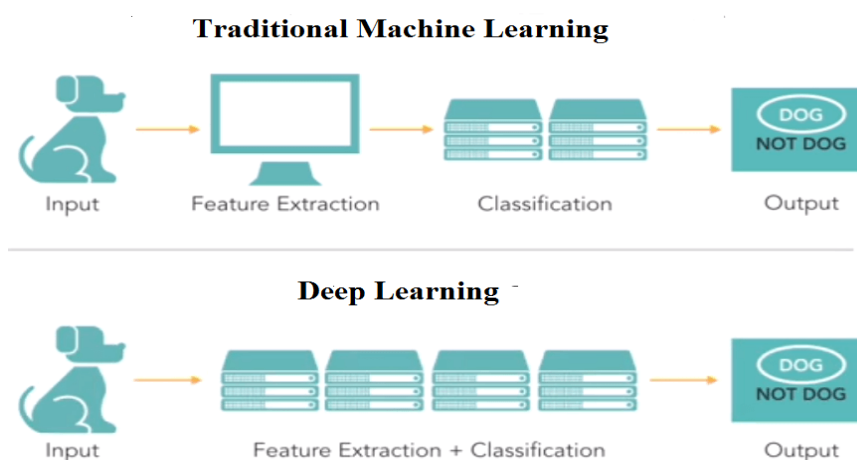 Traditional Machine Learning
DOG
NOT DOG
Input
Feature Extraction
Classification
Output
Deep Learning
DOG
NOT DOG
Input
Feature Extraction + Classification
Output